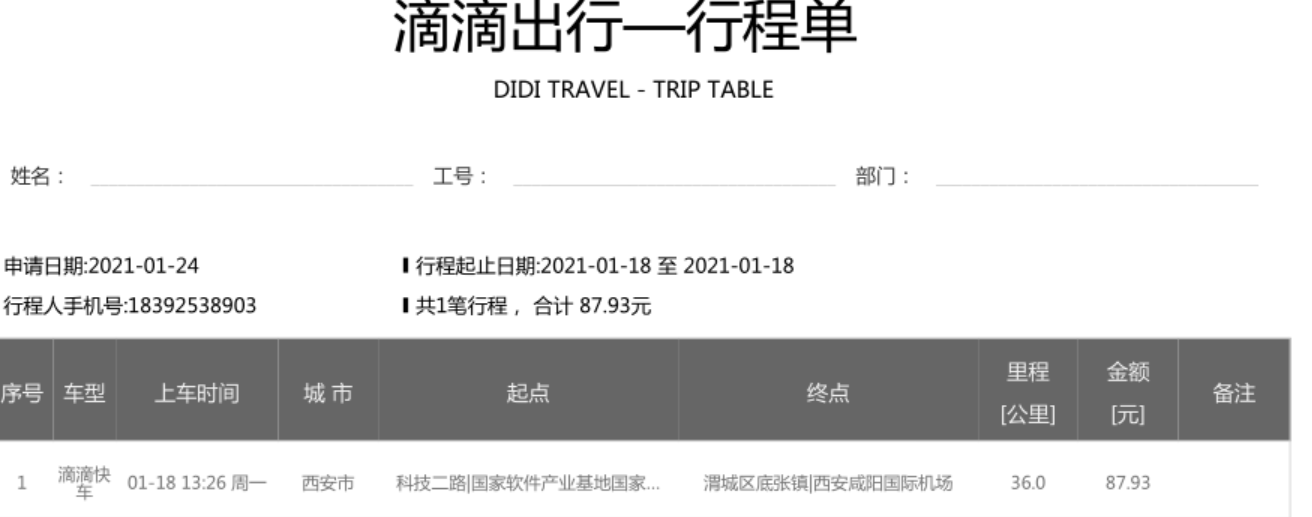 滴滴出行—行程单
DIDI TRAVEL - TRIP TABLE
姓名： 工号： 部门：
申请日期:2021-01-24 行程起止日期:2021-01-18 至 2021-01-18
行程人手机号:18392538903 共1笔行程， 合计 87.93元
序号 车型 上车时间 城 市 起点 终点 里程 [公里] 金额 [元] 备注
1 滴滴快车 01-18 13:26 周一 西安市 科技二路|国家软件产业基地国家... 渭城区底张镇|西安咸阳国际机场 36.0 87.93